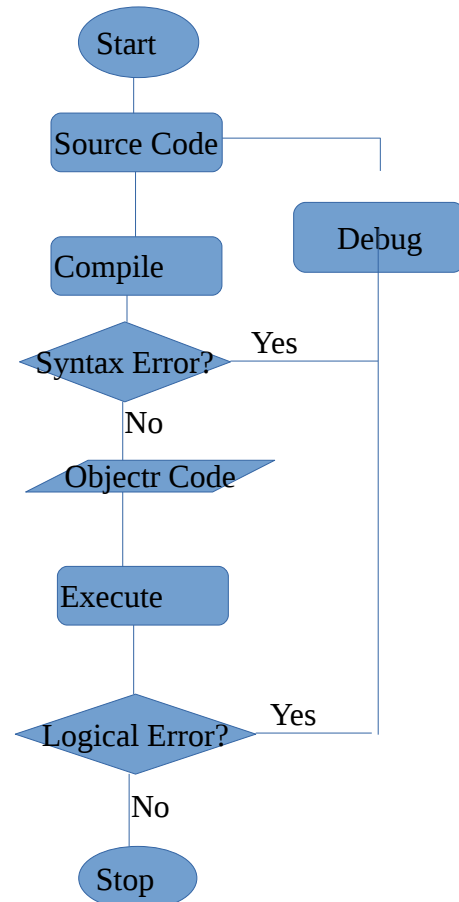 Start
Source Code
Debug
Compile
Yes
Syntax Error?
No
Objectr Code
Execute
Yes
Logical Error?
No
Stop